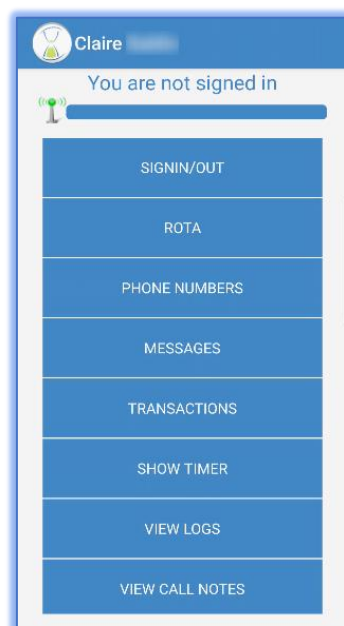 Claire
You are not signed in
SIGNIN/OUT
ROTA
PHONE NUMBERS
MESSAGES
TRANSACTIONS
SHOW TIMER
VIEW LOGS
VIEW CALL NOTES